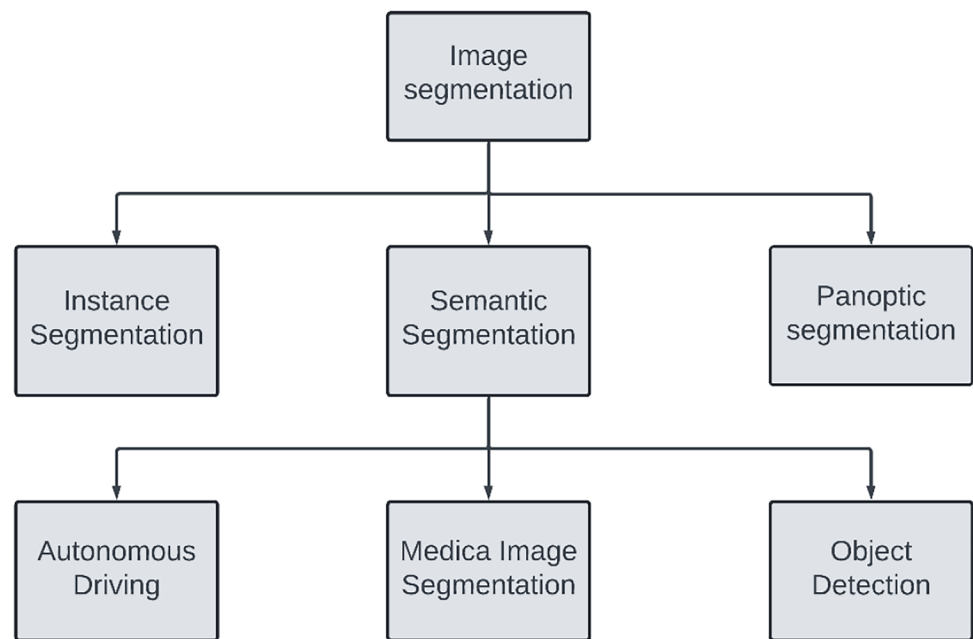 Image
segmentation
Instance
Segmentation
Semantic
Segmentation
Panoptic
segmentation
Autonomous
Driving
Medica Image
Segmentation
Object
Detection